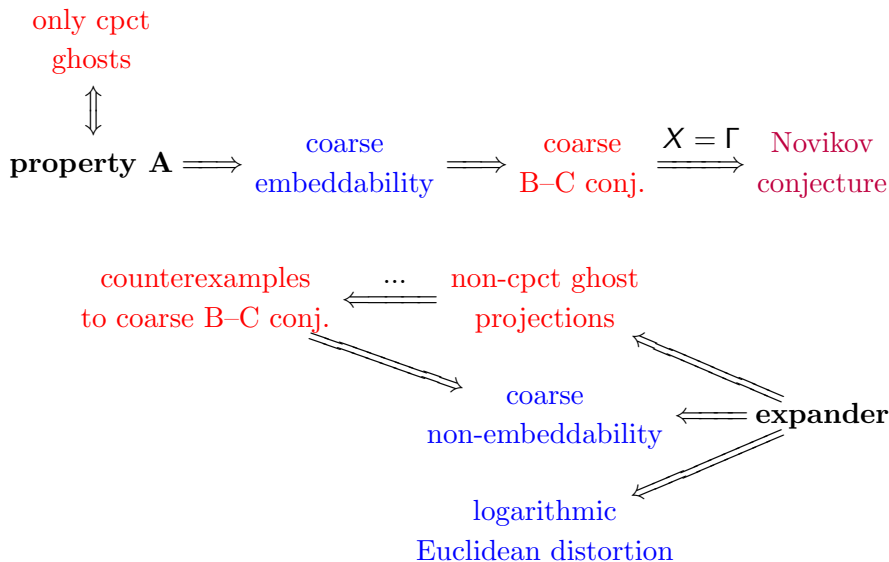 only cpct
ghosts
property A
coarse
embeddability
coarse
B–C conj.
X = Γ
Novikov
conjecture
counterexamples
to coarse B–C conj.
...
non-cpct ghost
projections
coarse
non-embeddability
expander
logarithmic
Euclidean distortion